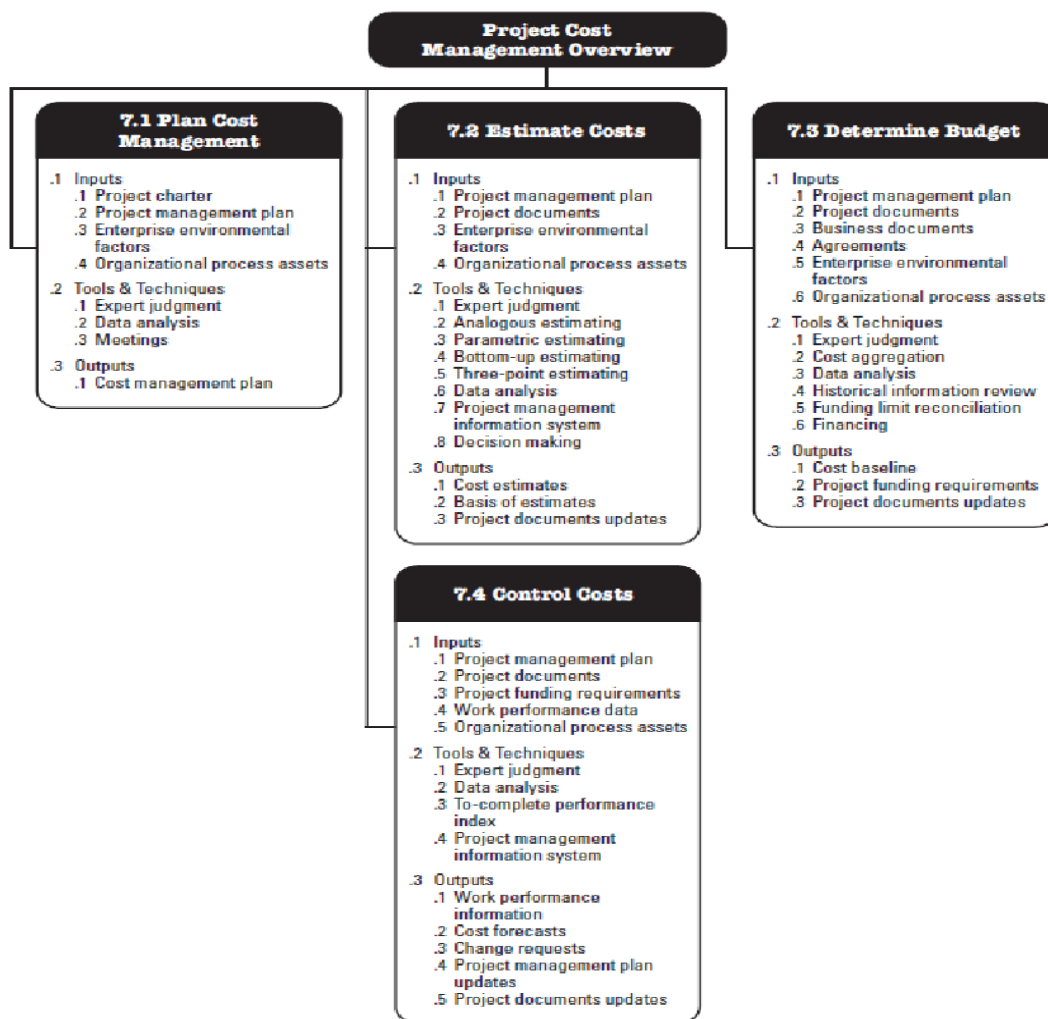 Project Cost
Management Overview
7.1 Plan Cost
Management
.1 Inputs
.1 Project charter
.2 Project management plan
.3 Enterprise environmental
factors
.4 Organizational process assets
.2 Tools & Techniques
.1 Expert judgment
.2 Data analysis
.3 Meetings
.3 Outputs
.1 Cost management plan
7.2 Estimate Costs
.1 Inputs
.1 Project management plan
.2 Project documents
.3 Enterprise environmental
factors
.4 Organizational process assets
.2 Tools & Techniques
.1 Expert judgment
.2 Analogous estimating
.3 Parametric estimating
.4 Bottom-up estimating
.5 Three-point estimating
.6 Data analysis
.7 Project management
information system
.8 Decision making
.3 Outputs
.1 Cost estimates
.2 Basis of estimates
.3 Project documents updates
7.3 Determine Budget
.1 Inputs
.1 Project management plan
.2 Project documents
.3 Business documents
.4 Agreements
.5 Enterprise environmental
factors
.6 Organizational process assets
.2 Tools & Techniques
.1 Expert judgment
.2 Cost aggregation
.3 Data analysis
.4 Historical information review
.5 Funding limit reconciliation
.6 Financing
.3 Outputs
.1 Cost baseline
.2 Project funding requirements
.3 Project documents updates
7.4 Control Costs
.1 Inputs
.1 Project management plan
.2 Project documents
.3 Project funding requirements
.4 Work performance data
.5 Organizational process assets
.2 Tools & Techniques
.1 Expert judgment
.2 Data analysis
.3 To-complete performance
index
.4 Project management
information system
.3 Outputs
.1 Work performance
information
.2 Cost forecasts
.3 Change requests
.4 Project management plan
updates
.5 Project documents updates